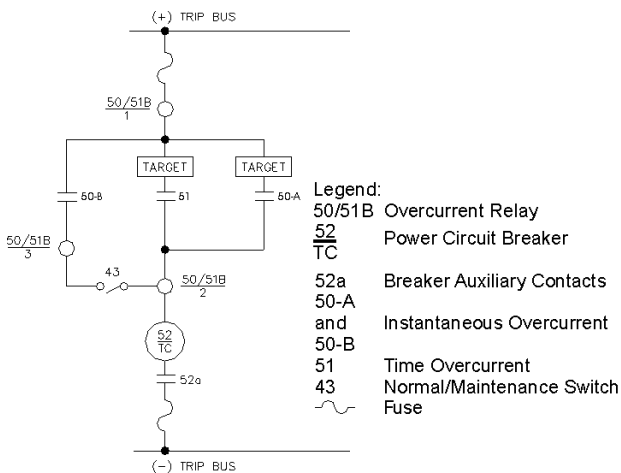 (+) TRIP BUS
50/51B
1
TARGET
TARGET
50-B
51
50-A
50/51B
3
43
50/51B
2
52
TC
52a
(−) TRIP BUS
Legend:
50/51B Overcurrent Relay
52
TC
Power Circuit Breaker
52a Breaker Auxiliary Contacts
50-A
and Instantaneous Overcurrent
50-B
51 Time Overcurrent
43 Normal/Maintenance Switch
Fuse